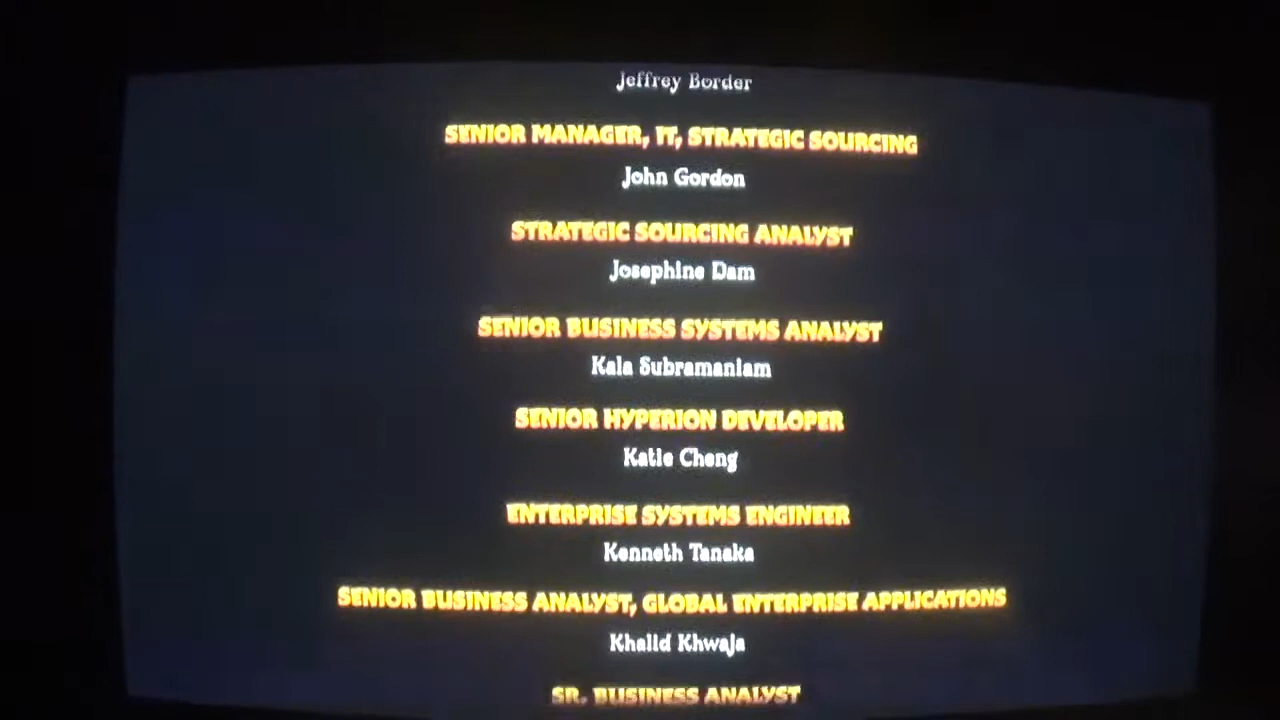 Jeffrey Border
SENIOR MANAGER, IT, STRATEGIC SOURCING
John Gordon
STRATEGIC SOURCING ANALYST
Josephine Dam
SENIOR BUSINESS SYSTEMS ANALYST
Kala Subramaniam
SENIOR HYPERION DEVELOPER
Katie Cheng
ENTERPRISE SYSTEMS ENGINEER
Kenneth Tanaka
SENIOR BUSINESS ANALYST, GLOBAL ENTERPRISE APPLICATIONS
Khalid Khwaja
SR. BUSINESS ANALYST